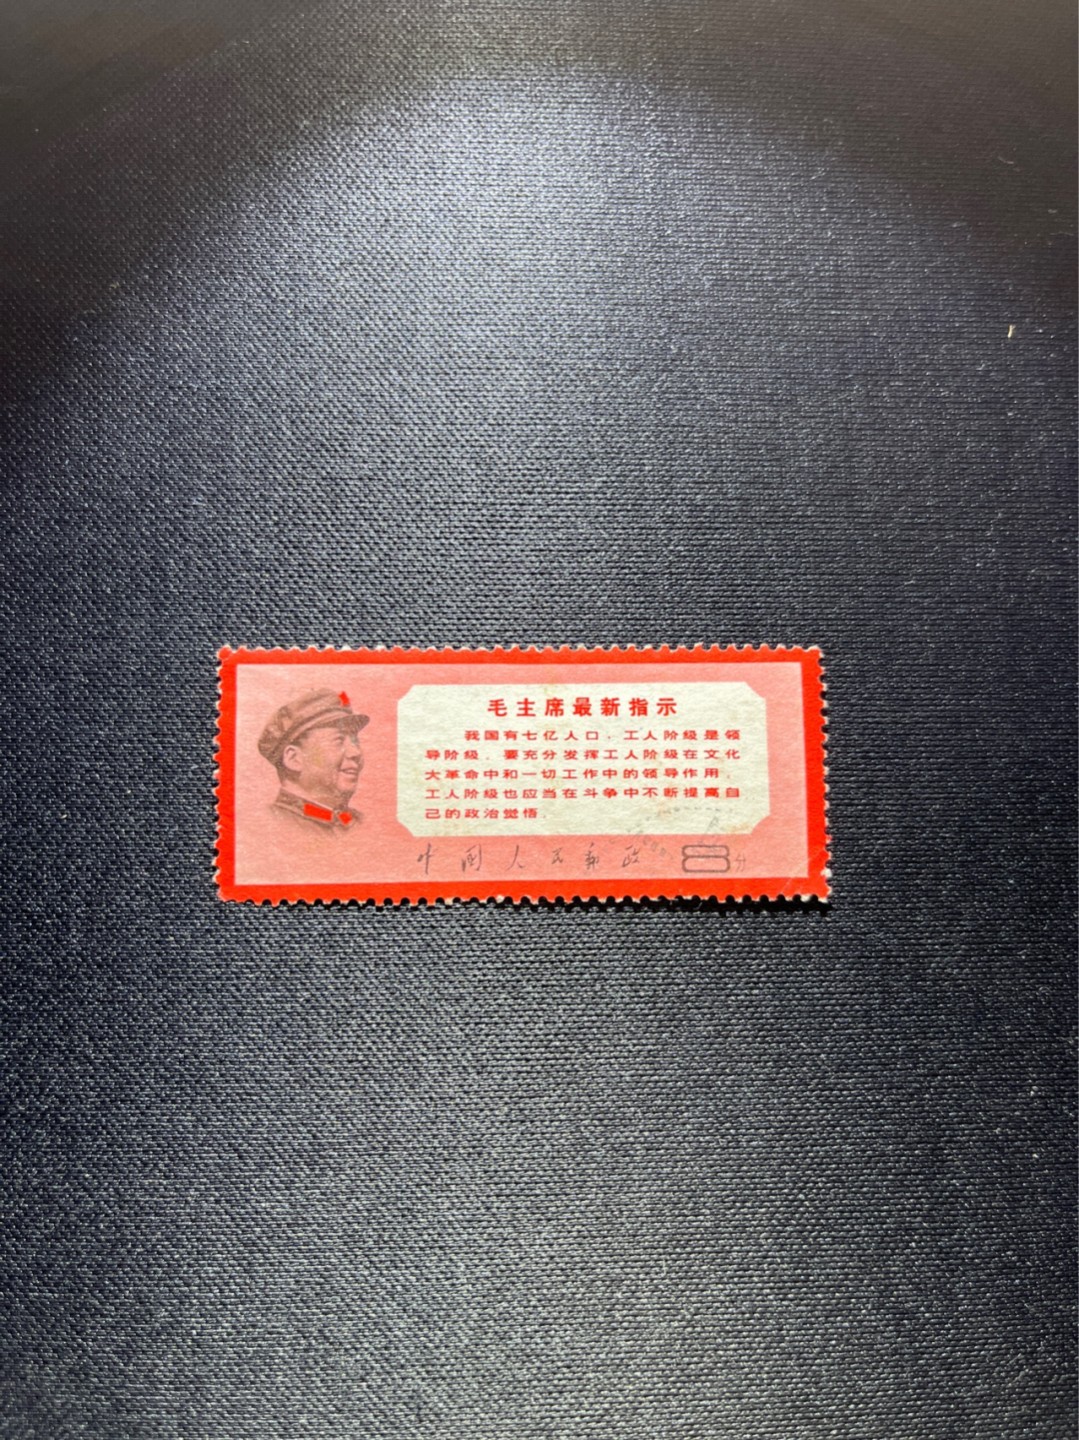 毛主席最新指示
我国有七亿人口，工人阶级是领
导阶级。要充分发挥工人阶级在文化
大革命中和一切工作中的领导作用。
工人阶级也应当在斗争中不断提高自
己的政治觉悟。
中国人民邮政 8分